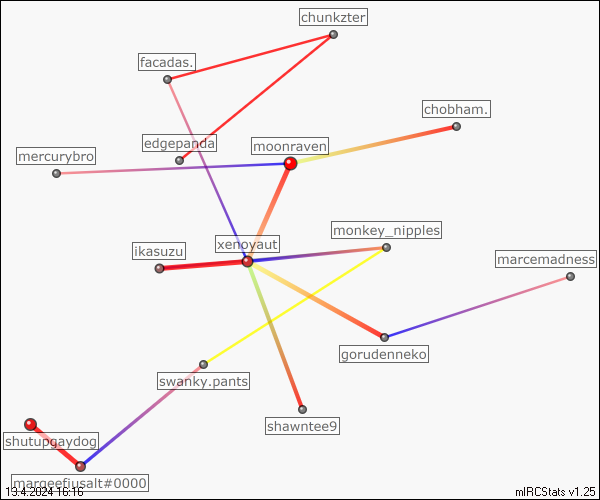 chunkzter
facadas.
chobham.
edgepanda
moonraven
mercurybro
monkey_nipples
xenoyaut
ikasuzu
marcemadness
gorudenneko
swanky.pants
shawntee9
shutupgaydog
margeefjusalt#0000
13.4.2024 16:16
mIRCStats v1.25